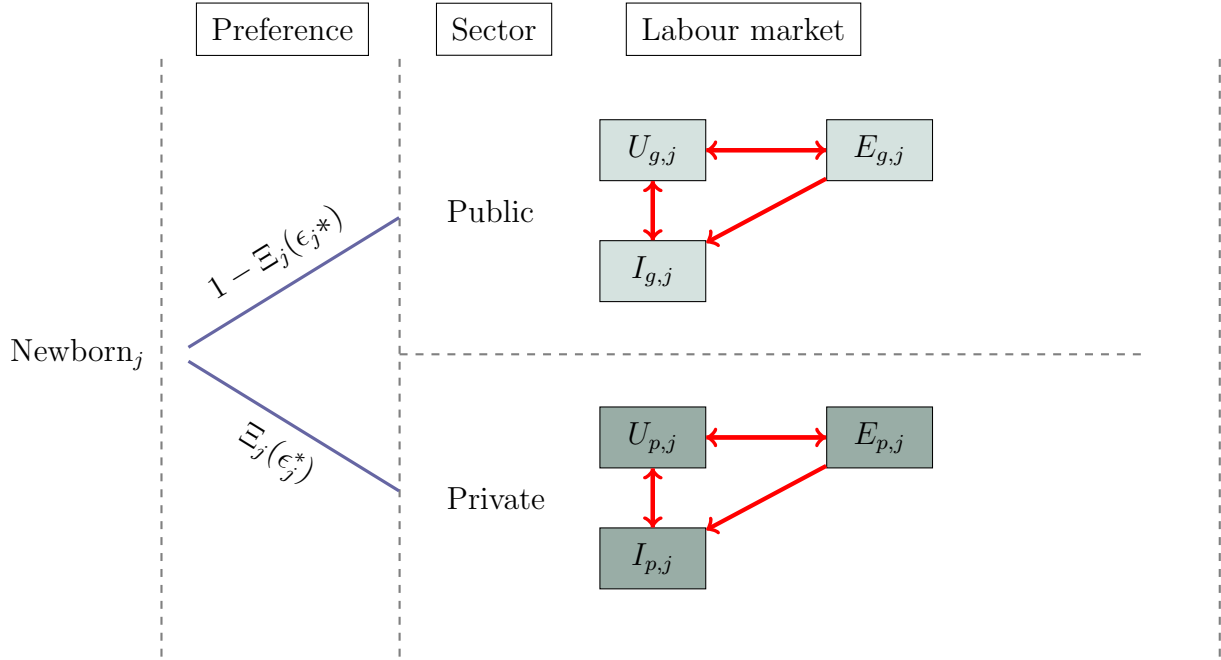 Preference
Sector
Labour market
Newborn_j
1 − Ξ_j(ϵ_j*)
Ξ_j(ϵ_j^*)
Public
U_{g,j}
E_{g,j}
I_{g,j}
Private
U_{p,j}
E_{p,j}
I_{p,j}